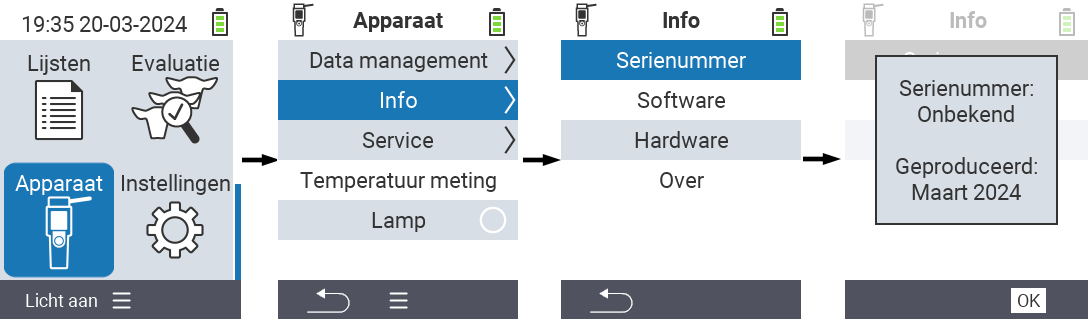 19:35 20-03-2024
Lijsten Evaluatie
Apparaat Instellingen
Licht aan
Apparaat
Data management
Info
Service
Temperatuur meting
Lamp
Info
Serienummer
Software
Hardware
Over
Info
Serienummer:
Onbekend
Geproduceerd:
Maart 2024
OK